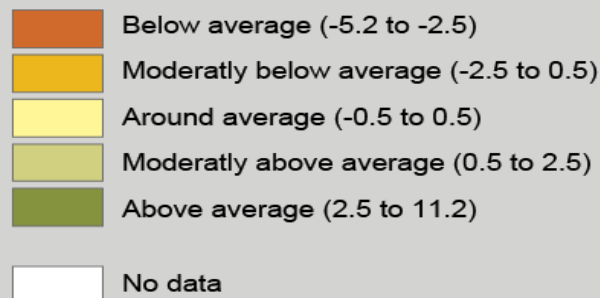 Below average (-5.2 to -2.5)
Moderatly below average (-2.5 to 0.5)
Around average (-0.5 to 0.5)
Moderatly above average (0.5 to 2.5)
Above average (2.5 to 11.2)
No data